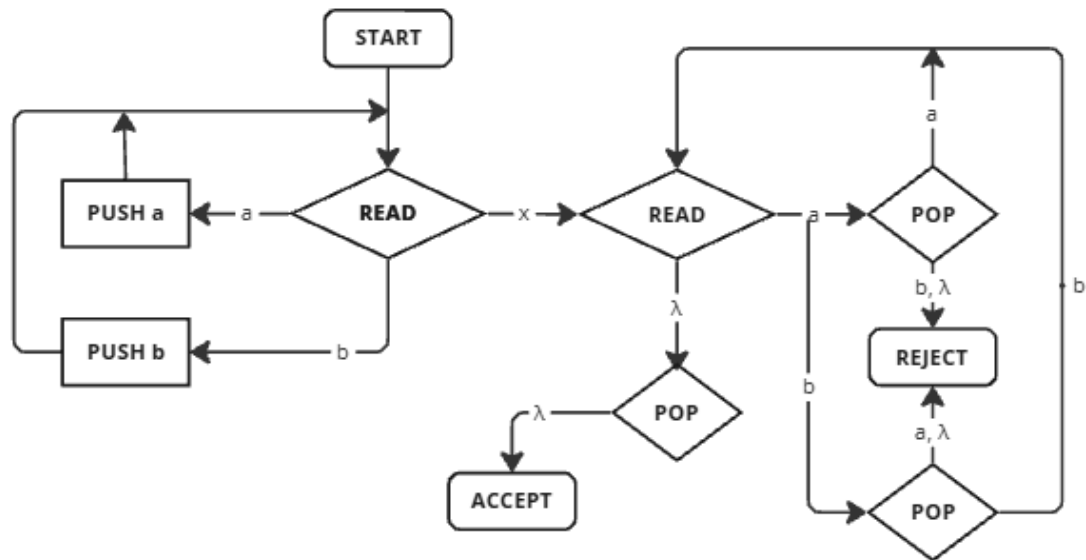 START
a
PUSH a
a
READ
x
READ
a
POP
b, λ
b
λ
REJECT
PUSH b
b
b
a, λ
λ
POP
ACCEPT
POP